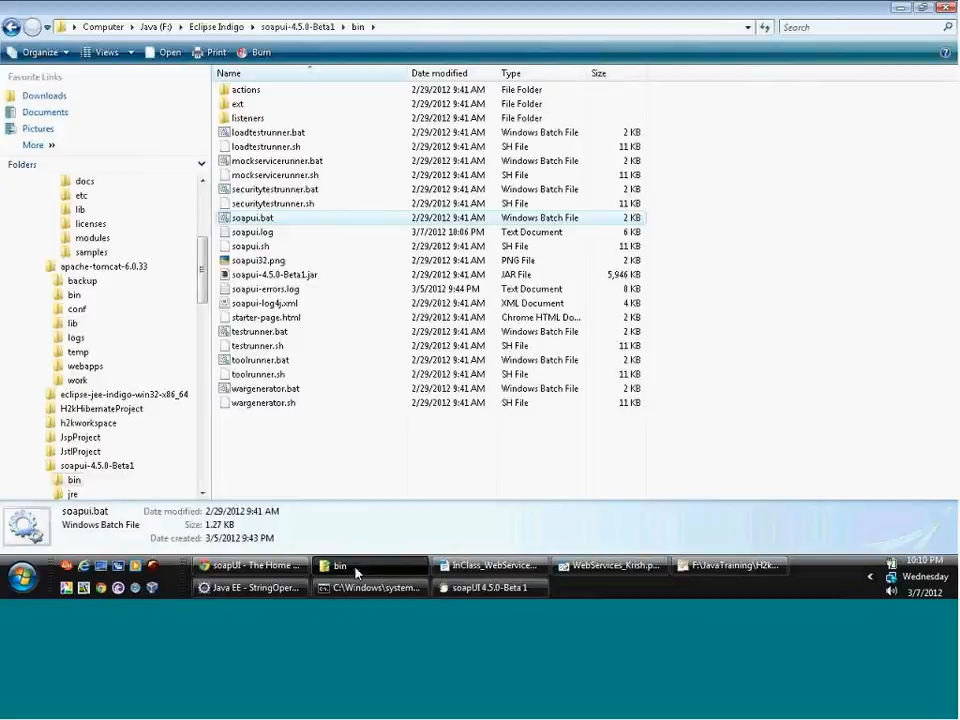 Computer ▸ Java (F:) ▸ Eclipse Indigo ▸ soapui-4.5.0-Beta1 ▸ bin ▸
Search
Organize Views Open Print Burn
Favorite Links
Downloads
Documents
Pictures
More »
Folders
docs
etc
lib
licenses
modules
samples
apache-tomcat-6.0.33
backup
bin
conf
lib
logs
temp
webapps
work
eclipse-jee-indigo-win32-x86_64
H2kHibernateProject
h2kworkspace
JspProject
JstlProject
soapui-4.5.0-Beta1
bin
jre
Name Date modified Type Size
actions 2/29/2012 9:41 AM File Folder
ext 2/29/2012 9:41 AM File Folder
listeners 2/29/2012 9:41 AM File Folder
loadtestrunner.bat 2/29/2012 9:41 AM Windows Batch File 2 KB
loadtestrunner.sh 2/29/2012 9:41 AM SH File 11 KB
mockservicerunner.bat 2/29/2012 9:41 AM Windows Batch File 2 KB
mockservicerunner.sh 2/29/2012 9:41 AM SH File 11 KB
securitytestrunner.bat 2/29/2012 9:41 AM Windows Batch File 2 KB
securitytestrunner.sh 2/29/2012 9:41 AM SH File 11 KB
soapui.bat 2/29/2012 9:41 AM Windows Batch File 2 KB
soapui.log 3/7/2012 10:06 PM Text Document 6 KB
soapui.sh 2/29/2012 9:41 AM SH File 11 KB
soapui32.png 2/29/2012 9:41 AM PNG File 2 KB
soapui-4.5.0-Beta1.jar 2/29/2012 9:41 AM JAR File 5,946 KB
soapui-errors.log 3/5/2012 9:44 PM Text Document 0 KB
soapui-log4j.xml 2/29/2012 9:41 AM XML Document 4 KB
starter-page.html 2/29/2012 9:41 AM Chrome HTML Do... 2 KB
testrunner.bat 2/29/2012 9:41 AM Windows Batch File 2 KB
testrunner.sh 2/29/2012 9:41 AM SH File 11 KB
toolrunner.bat 2/29/2012 9:41 AM Windows Batch File 2 KB
toolrunner.sh 2/29/2012 9:41 AM SH File 11 KB
wargenerator.bat 2/29/2012 9:41 AM Windows Batch File 2 KB
wargenerator.sh 2/29/2012 9:41 AM SH File 11 KB
soapui.bat Date modified: 2/29/2012 9:41 AM
Windows Batch File Size: 1.27 KB
Date created: 3/5/2012 9:43 PM
soapUI - The Home ... bin InClass_WebService... WebServices_Krish.p... F:\JavaTraining\H2k... 10:10 PM
Java EE - StringOper... C:\Windows\system... soapUI 4.5.0-Beta 1 Wednesday
3/7/2012